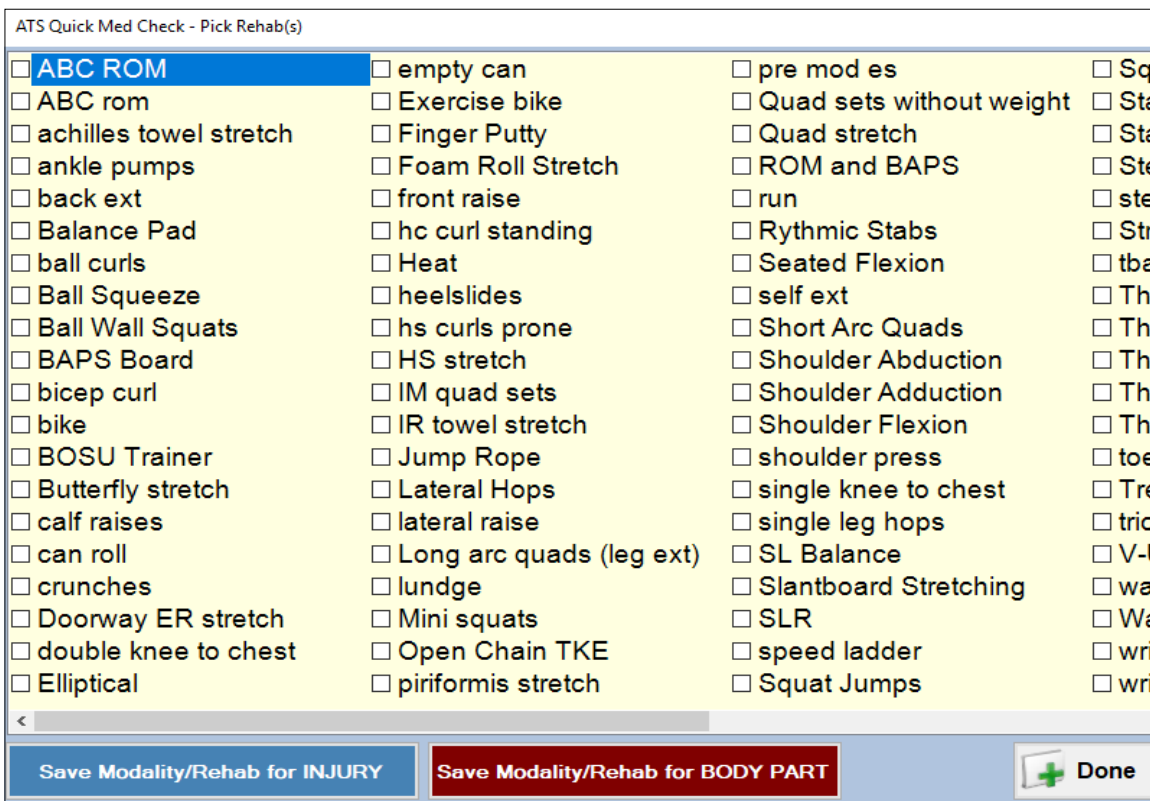 ATS Quick Med Check - Pick Rehab(s)
ABC ROM
ABC rom
achilles towel stretch
ankle pumps
back ext
Balance Pad
ball curls
Ball Squeeze
Ball Wall Squats
BAPS Board
bicep curl
bike
BOSU Trainer
Butterfly stretch
calf raises
can roll
crunches
Doorway ER stretch
double knee to chest
Elliptical
empty can
Exercise bike
Finger Putty
Foam Roll Stretch
front raise
hc curl standing
Heat
heelslides
hs curls prone
HS stretch
IM quad sets
IR towel stretch
Jump Rope
Lateral Hops
lateral raise
Long arc quads (leg ext)
lundge
Mini squats
Open Chain TKE
piriformis stretch
pre mod es
Quad sets without weight
Quad stretch
ROM and BAPS
run
Rythmic Stabs
Seated Flexion
self ext
Short Arc Quads
Shoulder Abduction
Shoulder Adduction
Shoulder Flexion
shoulder press
single knee to chest
single leg hops
SL Balance
Slantboard Stretching
SLR
speed ladder
Squat Jumps
Save Modality/Rehab for INJURY
Save Modality/Rehab for BODY PART
Done